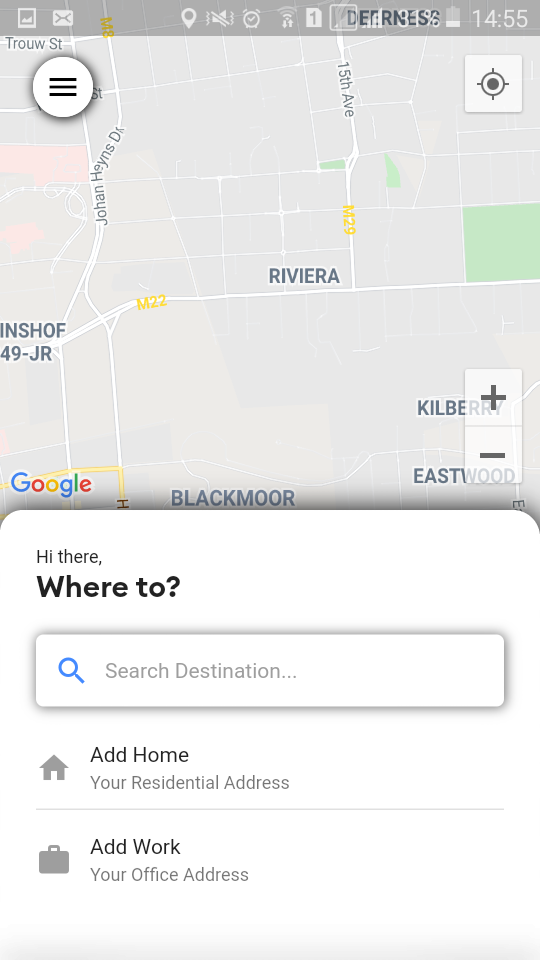 14:55
DEERNESS
M8
Trouw St
St
15th Ave
Johan Heyns Dr
M29
RIVIERA
M22
INSHOF
49-JR
KILBERRY
EASTWOOD
Google
BLACKMOOR
H
E
Hi there,
Where to?
Search Destination...
Add Home
Your Residential Address
Add Work
Your Office Address